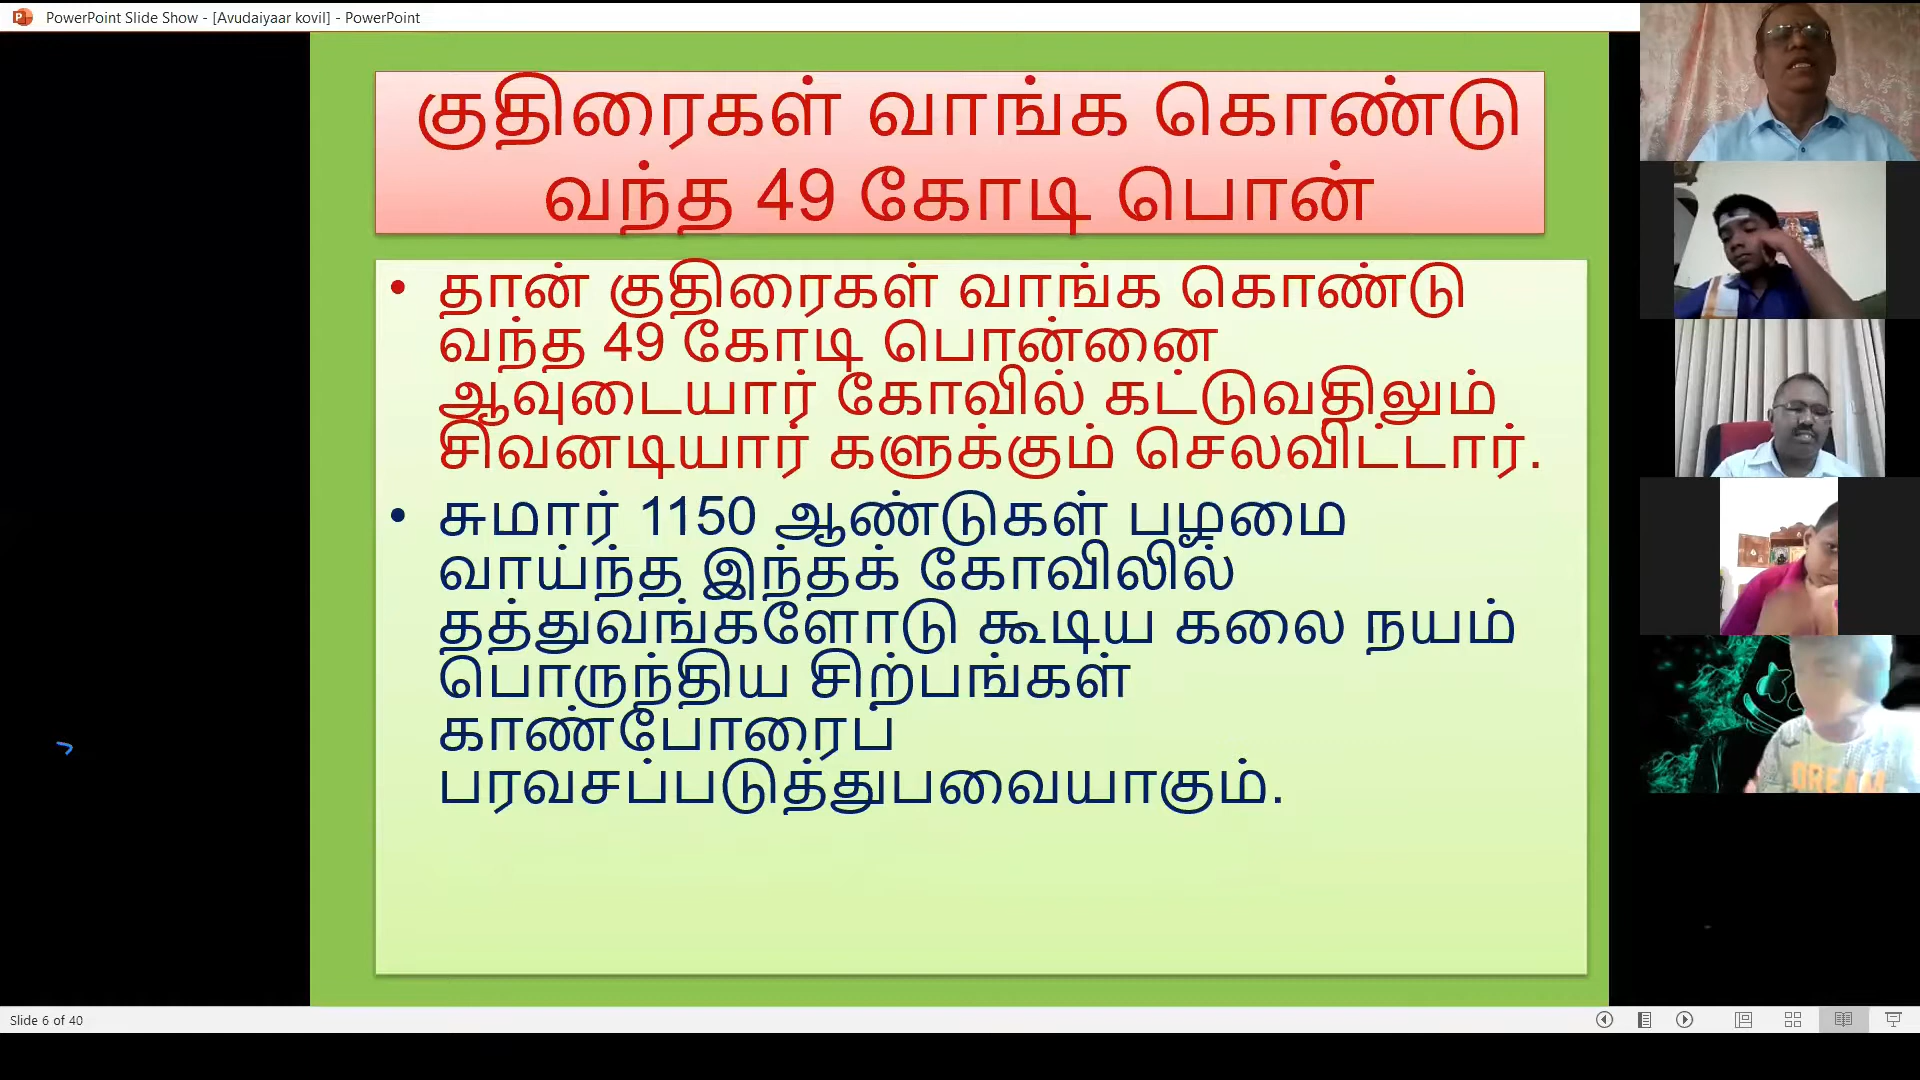 PowerPoint Slide Show - [Avudaiyaar kovil] - PowerPoint
குதிரைகள் வாங்க கொண்டு
வந்த 49 கோடி பொன்
• தான் குதிரைகள் வாங்க கொண்டு
வந்த 49 கோடி பொன்னை
ஆவுடையார் கோவில் கட்டுவதிலும்
சிவனடியார் களுக்கும் செலவிட்டார்.
• சுமார் 1150 ஆண்டுகள் பழமை
வாய்ந்த இந்தக் கோவிலில்
தத்துவங்களோடு கூடிய கலை நயம்
பொருந்திய சிற்பங்கள்
காண்போரைப்
பரவசப்படுத்துபவையாகும்.
DREAM
Slide 6 of 40